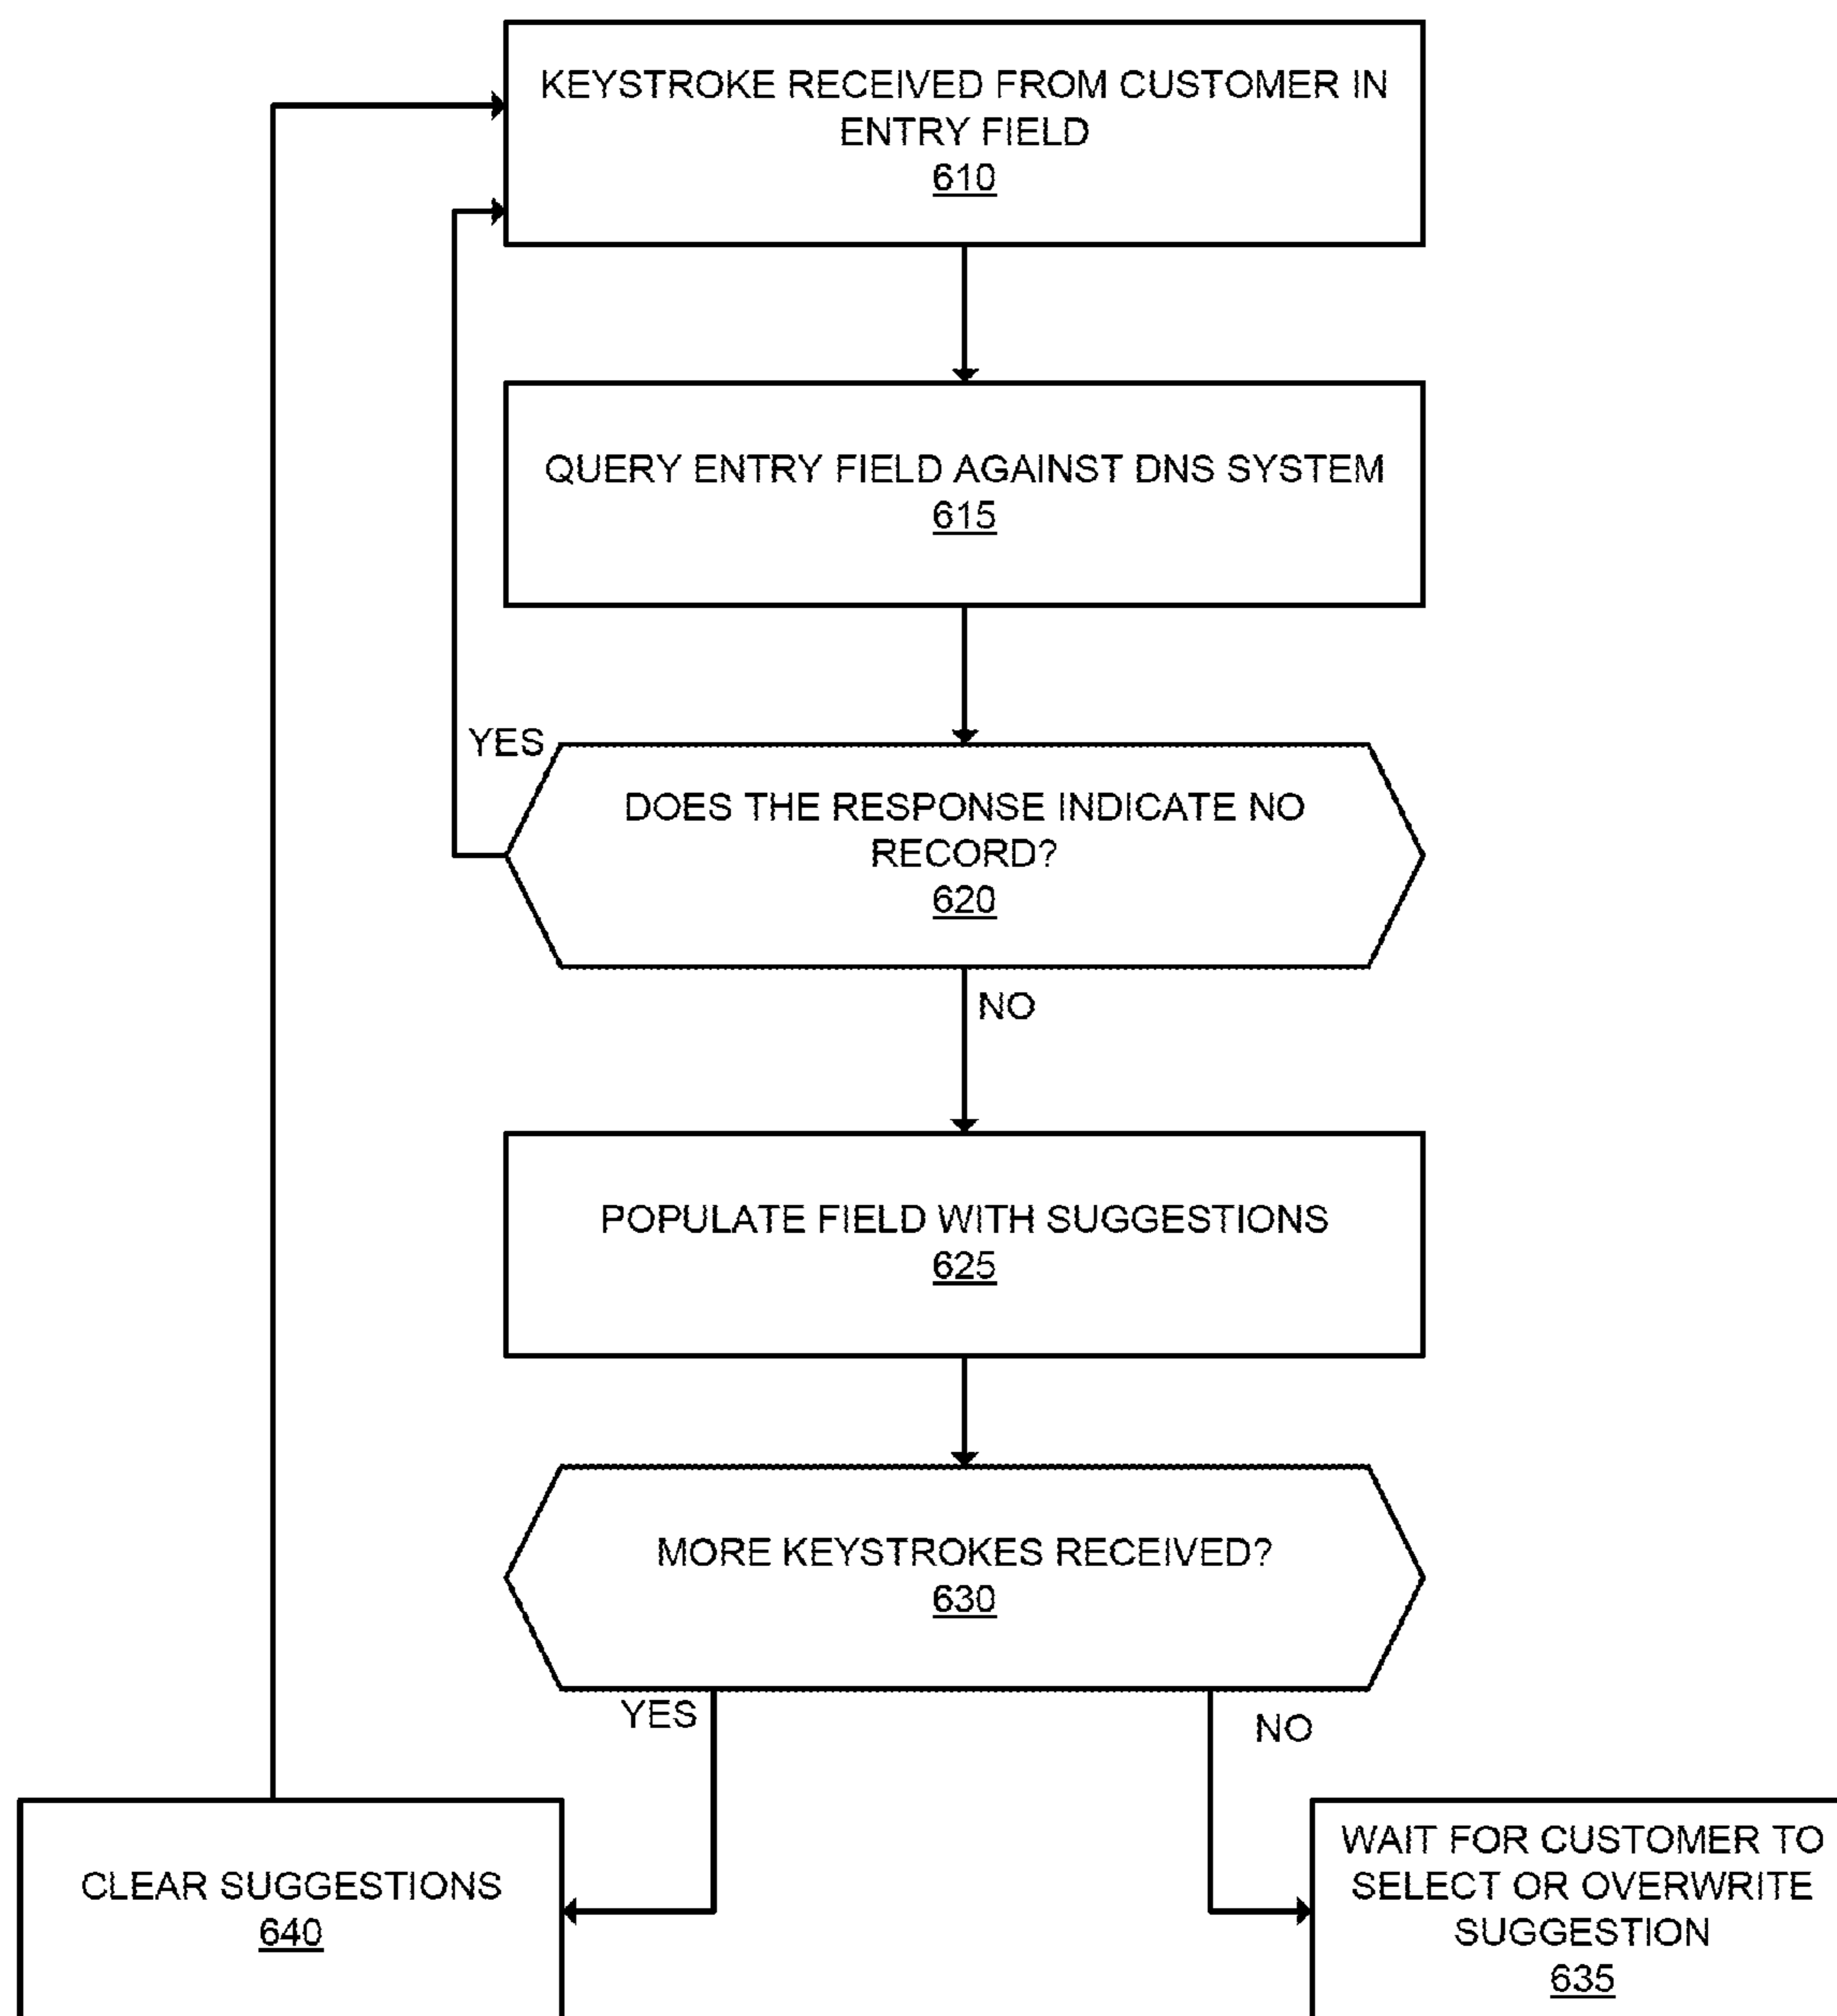 KEYSTROKE RECEIVED FROM CUSTOMER IN
ENTRY FIELD
610
QUERY ENTRY FIELD AGAINST DNS SYSTEM
615
YES
DOES THE RESPONSE INDICATE NO
RECORD?
620
NO
POPULATE FIELD WITH SUGGESTIONS
625
MORE KEYSTROKES RECEIVED?
630
YES
NO
CLEAR SUGGESTIONS
640
WAIT FOR CUSTOMER TO
SELECT OR OVERWRITE
SUGGESTION
635